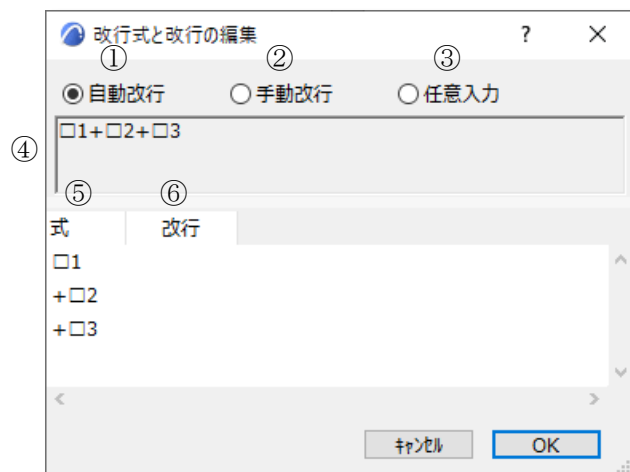 改行式と改行の編集 ? ×
① ② ③
自動改行 手動改行 任意入力
④ □1+□2+□3
⑤ ⑥
式 改行
□1
+□2
+□3
キャンセル OK